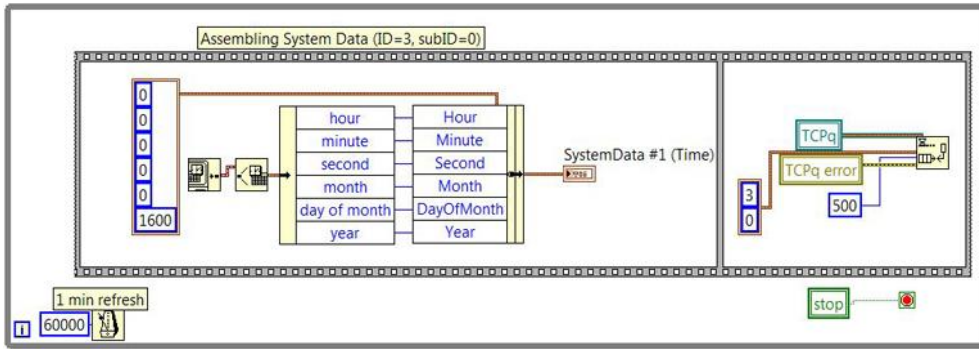 Assembling System Data (ID=3, subID=0)
0
0
0
0
0
1600
hour Hour
minute Minute
second Second
month Month
day of month DayOfMonth
year Year
SystemData #1 (Time)
TCPq
TCPq error
500
3
0
1 min refresh
60000
i
stop